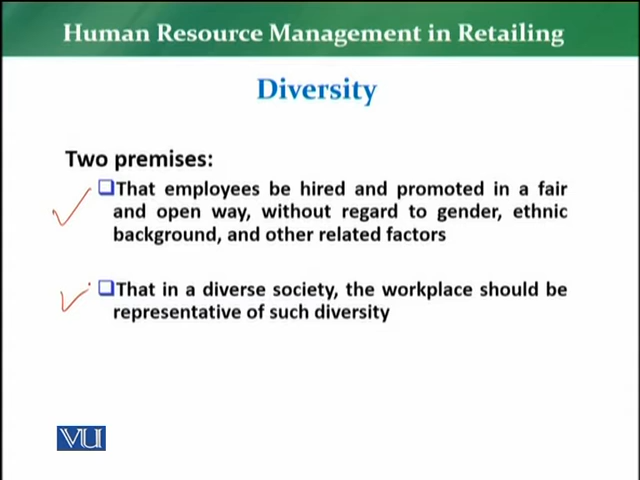 Human Resource Management in Retailing
Diversity
Two premises:
That employees be hired and promoted in a fair
and open way, without regard to gender, ethnic
background, and other related factors
That in a diverse society, the workplace should be
representative of such diversity
VU